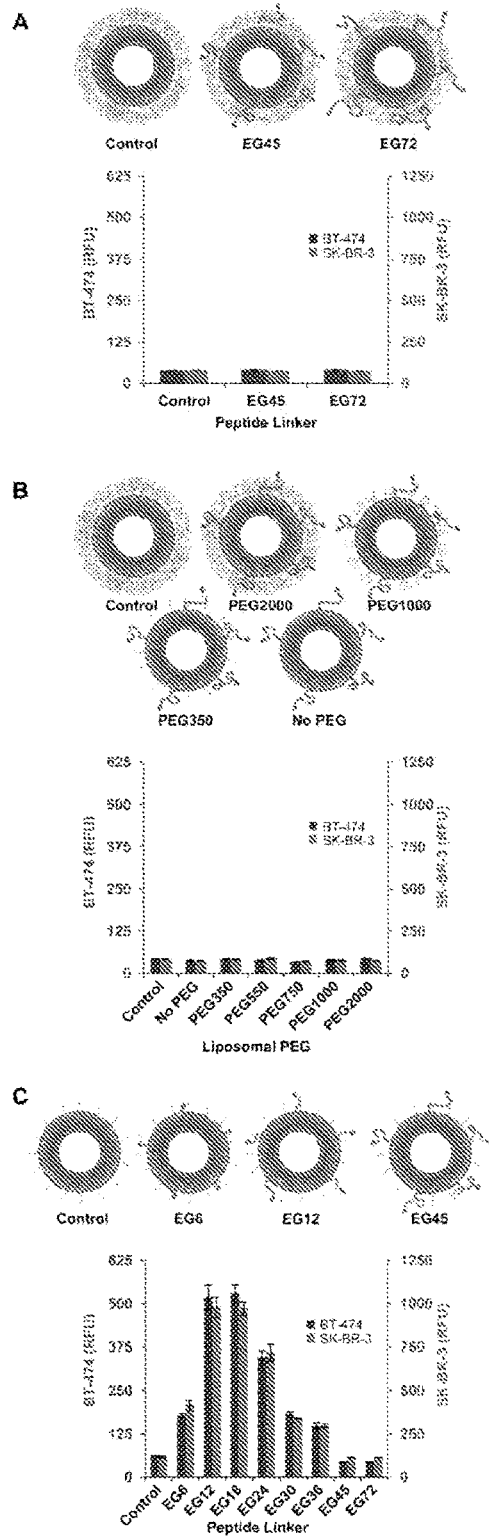 A
Control EG45 EG72
625 1250
500 1000
375 750
250 500
125 250
0 0
BT-474 (RFU)
SK-BR-3 (RFU)
BT-474
SK-BR-3
Control EG45 EG72
Peptide Linker
B
Control PEG2000 PEG1000
PEG350 No PEG
625 1250
500 1000
375 750
250 500
125 250
0 0
BT-474 (RFU)
SK-BR-3 (RFU)
BT-474
SK-BR-3
Control No PEG PEG350 PEG550 PEG750 PEG1000 PEG2000
Liposomal PEG
C
Control EG6 EG12 EG45
625 1250
500 1000
375 750
250 500
125 250
0 0
BT-474 (RFU)
SK-BR-3 (RFU)
BT-474
SK-BR-3
Control EG6 EG12 EG18 EG24 EG30 EG36 EG45 EG72
Peptide Linker